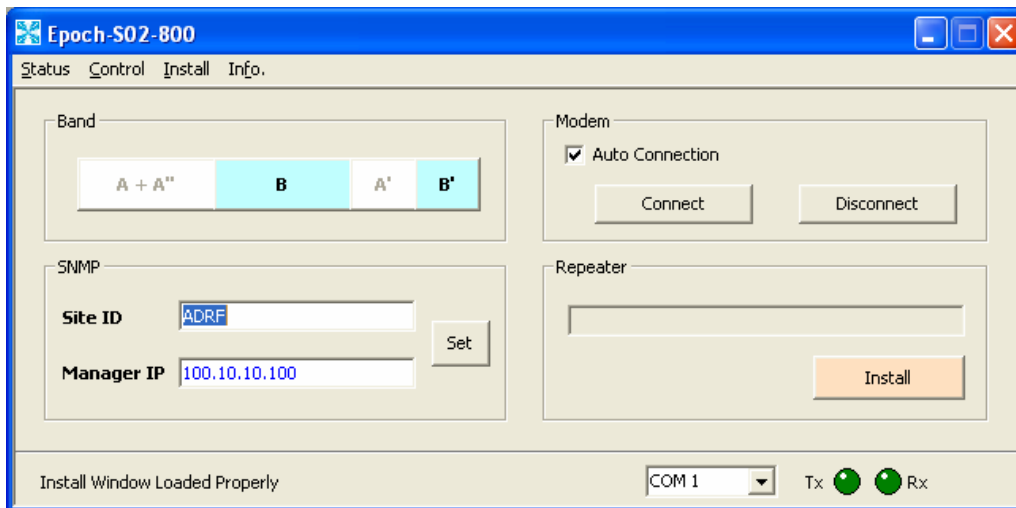 Epoch-S02-800
Status Control Install Info.
Band
A + A" B A' B'
Modem
Auto Connection
Connect Disconnect
SNMP
Site ID ADRF
Manager IP 100.10.10.100
Set
Repeater
Install
Install Window Loaded Properly
COM 1 Tx Rx